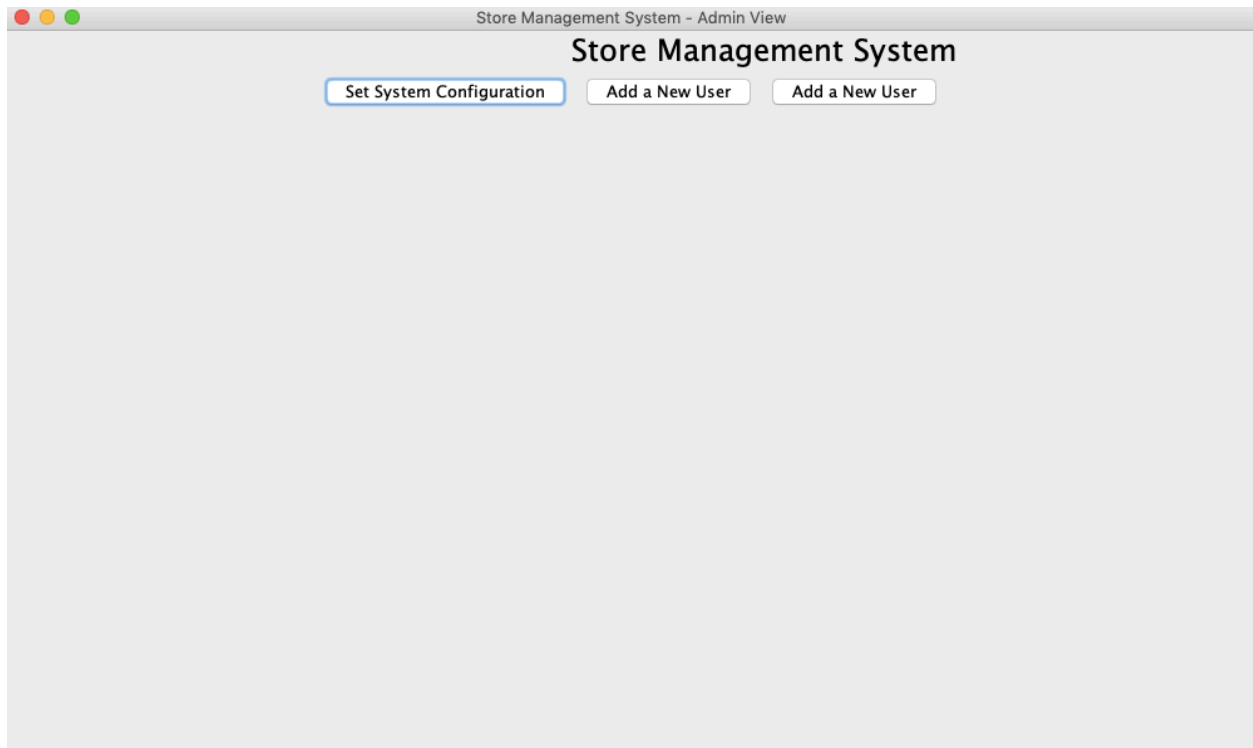 Store Management System - Admin View
Store Management System
Set System Configuration Add a New User Add a New User